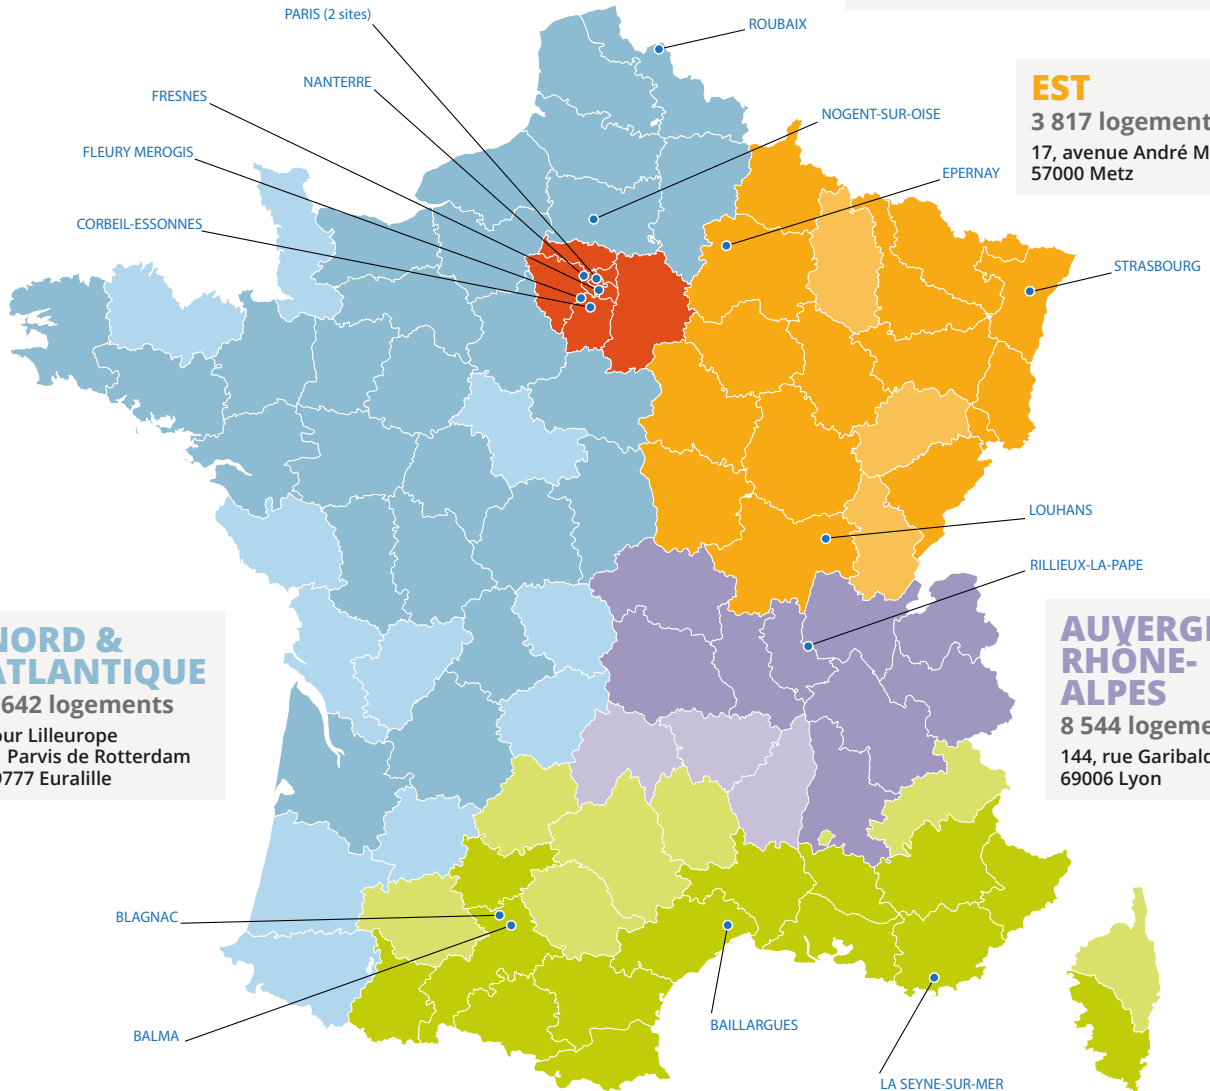 PARIS (2 sites)
ROUBAIX
NANTERRE
FRESNES
NOGENT-SUR-OISE
FLEURY MEROGIS
EPERNAY
CORBEIL-ESSONNES
EST
3 817 logement
17, avenue André M
57000 Metz
STRASBOURG
LOUHANS
RILLIEUX-LA-PAPE
NORD &
ATLANTIQUE
642 logements
our Lilleurope
Parvis de Rotterdam
9777 Euralille
AUVERG
RHÔNE-
ALPES
8 544 logeme
144, rue Garibald
69006 Lyon
BLAGNAC
BALMA
BAILLARGUES
LA SEYNE-SUR-MER